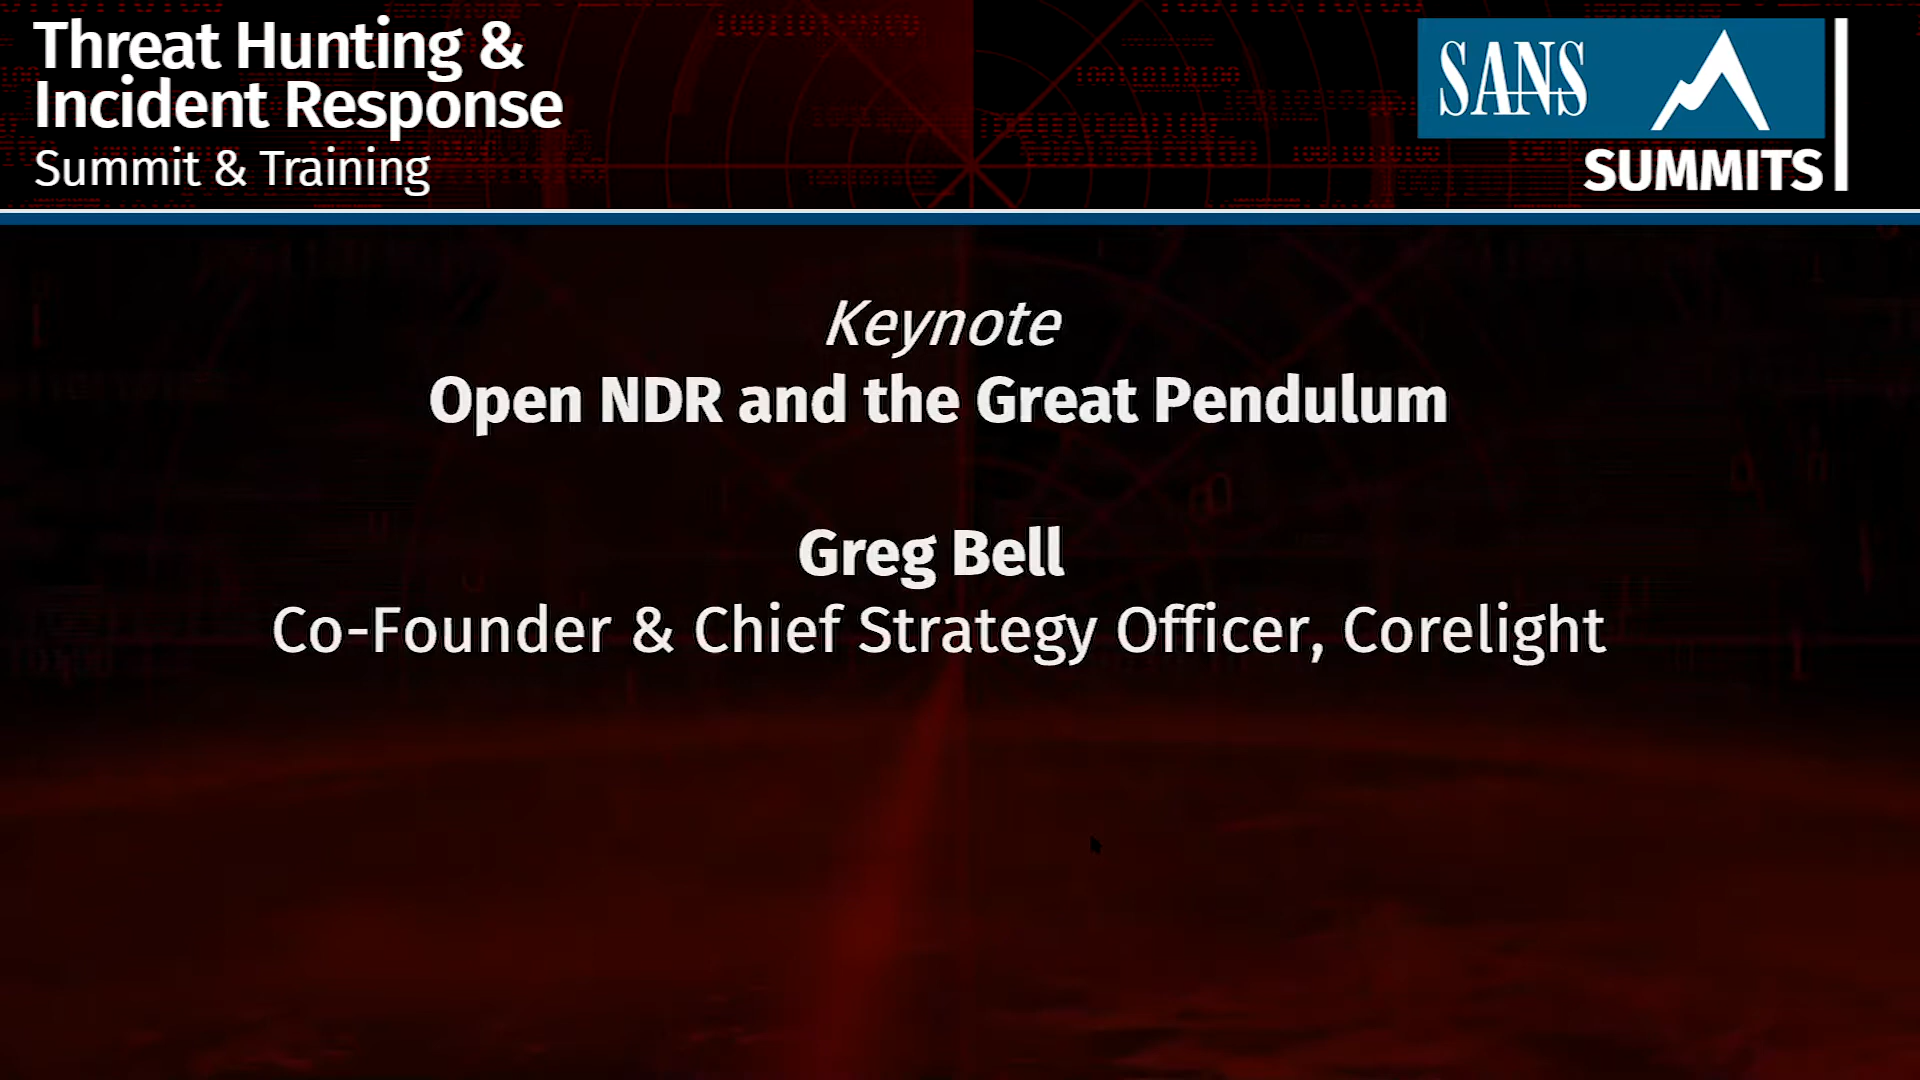 Threat Hunting &
Incident Response
Summit & Training
SANS
SUMMITS
Keynote
Open NDR and the Great Pendulum
Greg Bell
Co-Founder & Chief Strategy Officer, Corelight